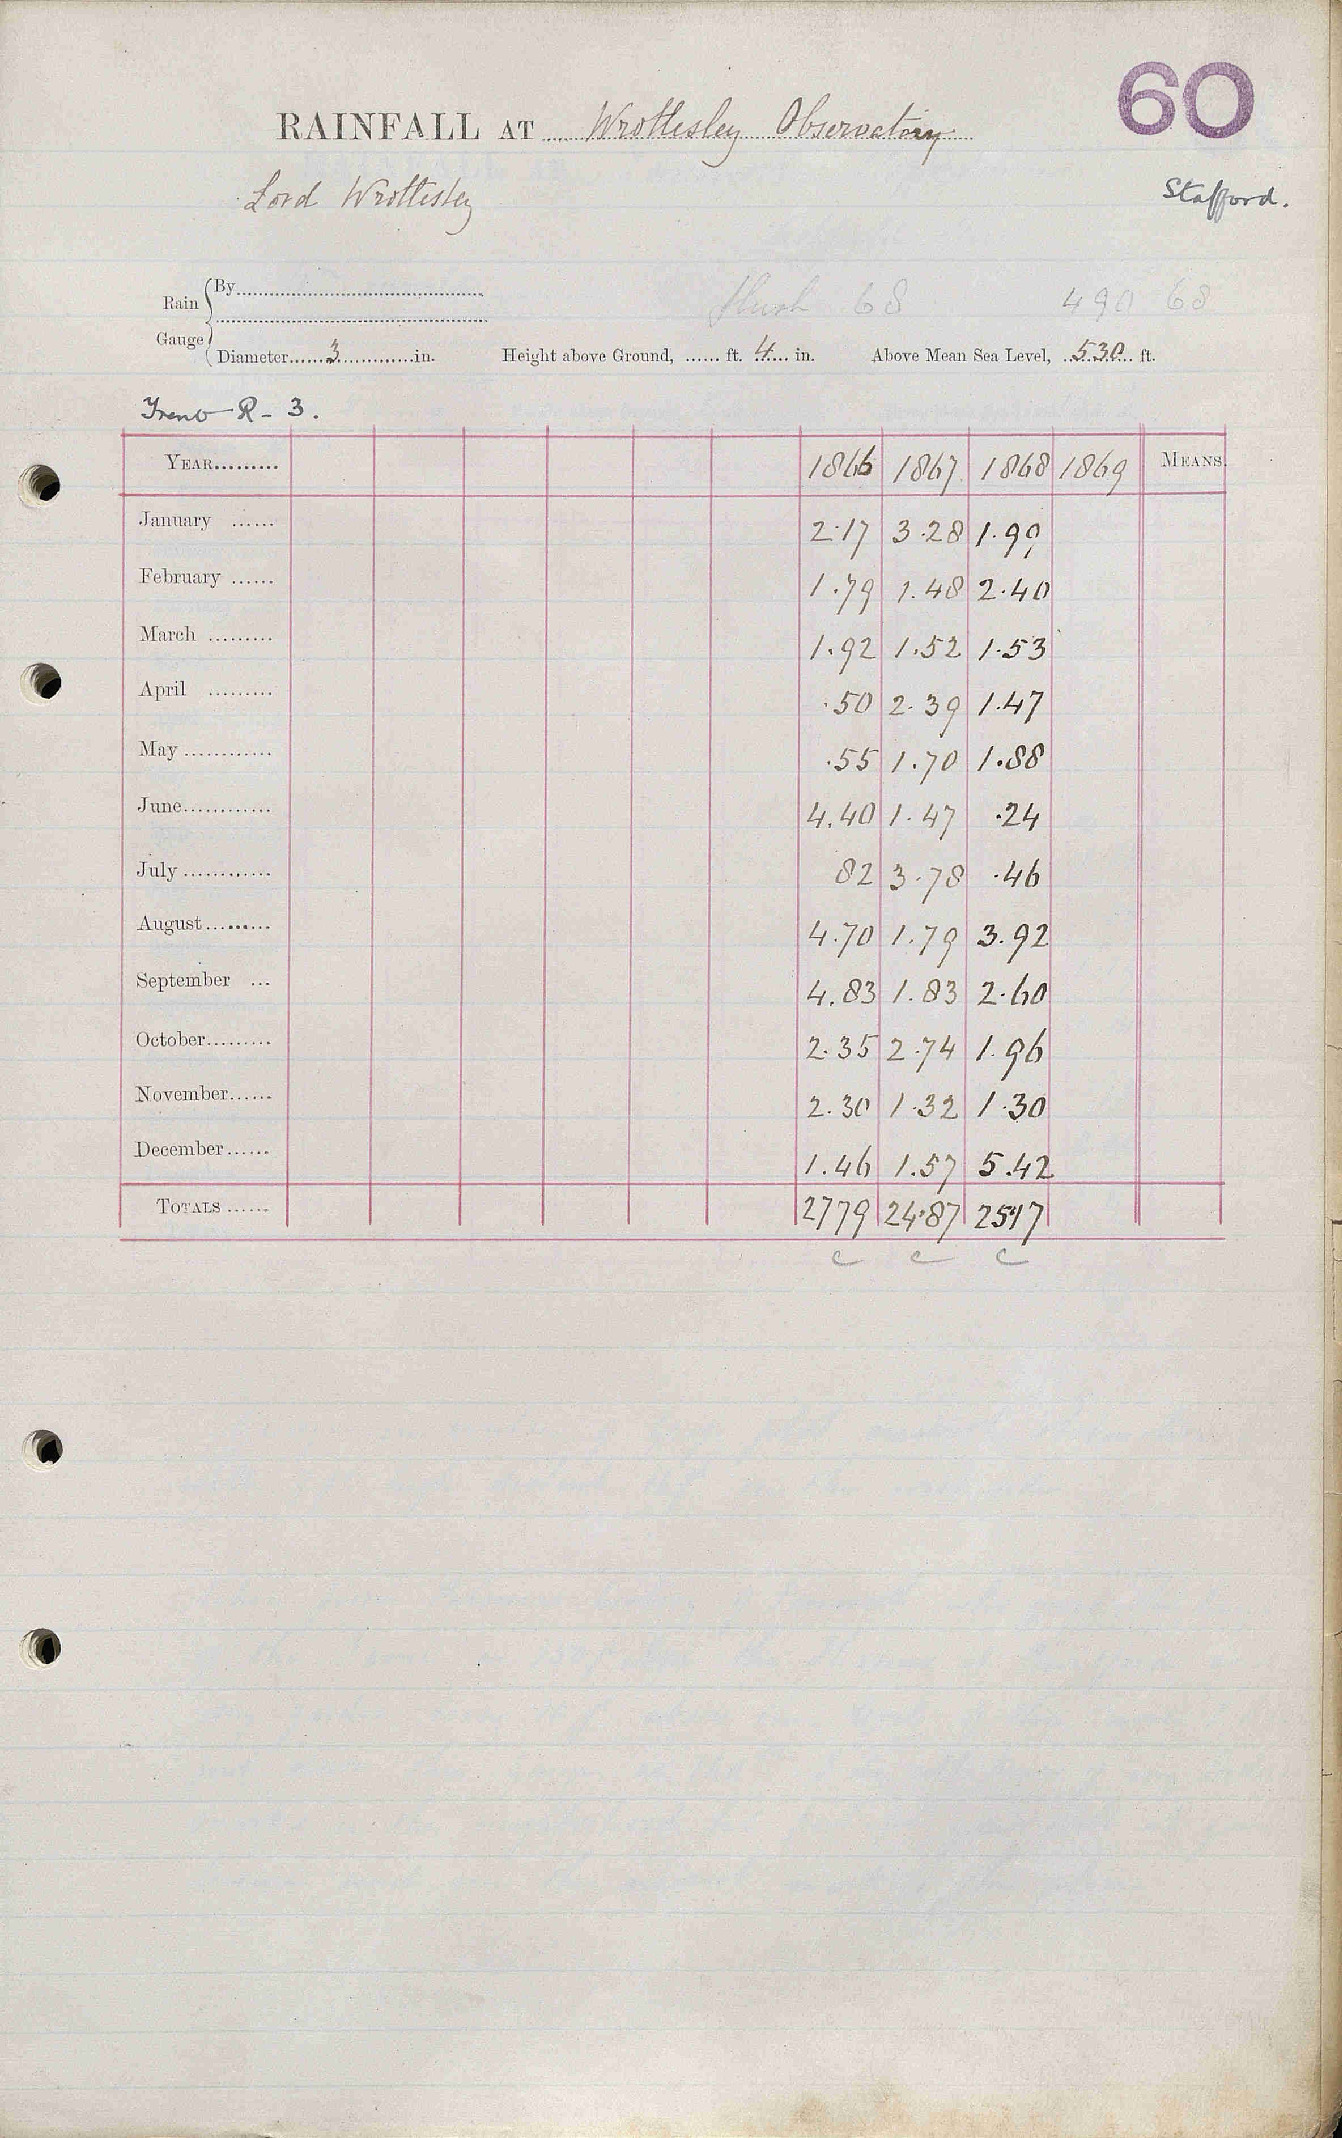 60
RAINFALL AT Wrottesley Observatory
Lord Wrottesley
Stafford.
Rain Gauge
By
68 490 68
Diameter 3 in. Height above Ground, ft. 4 in. Above Mean Sea Level, 530 ft.
Trent R - 3.
YEAR 1866 1867 1868 1869 MEANS.
January 2.17 3.28 1.99
February 1.79 1.48 2.40
March 1.92 1.52 1.53
April .50 2.39 1.47
May .55 1.70 1.88
June 4.40 1.47 .24
July 82 3.78 .46
August 4.70 1.79 3.92
September 4.83 1.83 2.60
October 2.35 2.74 1.96
November 2.30 1.32 1.30
December 1.46 1.57 5.42
TOTALS 2779 24.87 25.17
c c c